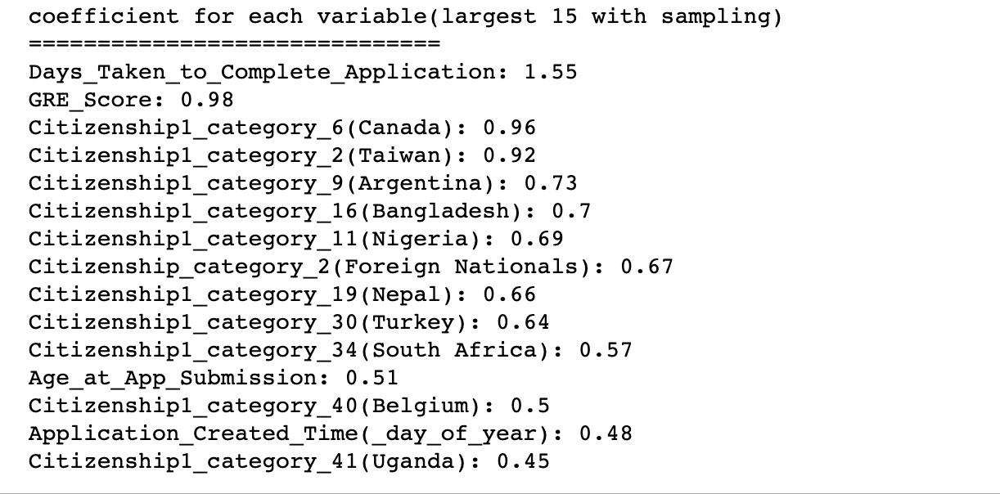 coefficient for each variable(largest 15 with sampling)
==============================
Days_Taken_to_Complete_Application: 1.55
GRE_Score: 0.98
Citizenship1_category_6(Canada): 0.96
Citizenship1_category_2(Taiwan): 0.92
Citizenship1_category_9(Argentina): 0.73
Citizenship1_category_16(Bangladesh): 0.7
Citizenship1_category_11(Nigeria): 0.69
Citizenship_category_2(Foreign Nationals): 0.67
Citizenship1_category_19(Nepal): 0.66
Citizenship1_category_30(Turkey): 0.64
Citizenship1_category_34(South Africa): 0.57
Age_at_App_Submission: 0.51
Citizenship1_category_40(Belgium): 0.5
Application_Created_Time(_day_of_year): 0.48
Citizenship1_category_41(Uganda): 0.45